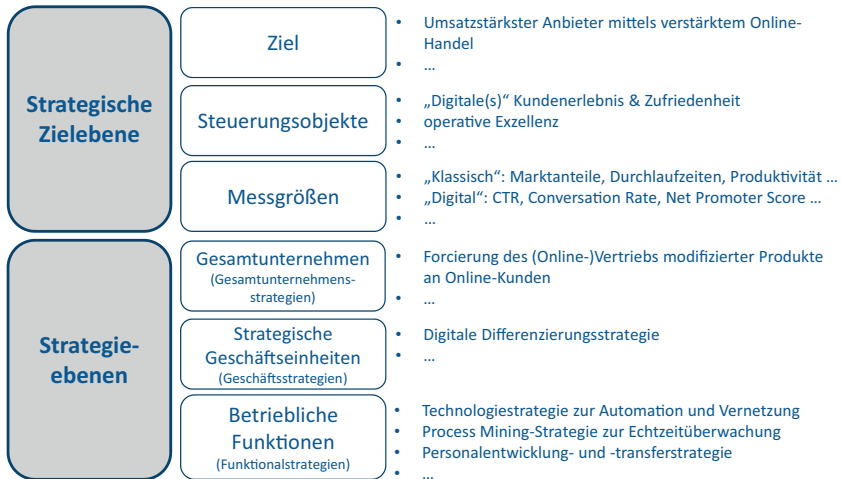 Strategische
Zielebene
Ziel
• Umsatzstärkster Anbieter mittels verstärktem Online-
Handel
• ...
Steuerungsobjekte
• „Digitale(s)“ Kundenerlebnis & Zufriedenheit
• operative Exzellenz
• ...
Messgrößen
• „Klassisch“: Marktanteile, Durchlaufzeiten, Produktivität ...
• „Digital“: CTR, Conversation Rate, Net Promoter Score ...
• ...
Strategie-
ebenen
Gesamtunternehmen
(Gesamtunternehmens-
strategien)
• Forcierung des (Online-)Vertriebs modifizierter Produkte
an Online-Kunden
• ...
Strategische
Geschäftseinheiten
(Geschäftsstrategien)
• Digitale Differenzierungsstrategie
• ...
Betriebliche
Funktionen
(Funktionalstrategien)
• Technologiestrategie zur Automation und Vernetzung
• Process Mining-Strategie zur Echtzeitüberwachung
• Personalentwicklung- und -transferstrategie
• ...